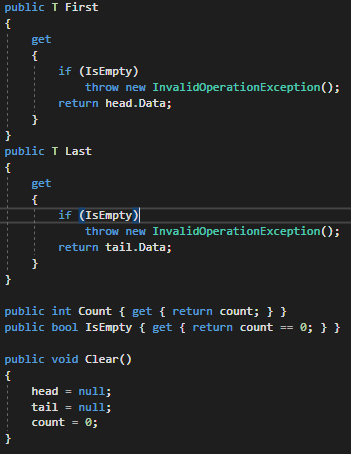 public T First
{
    get
    {
        if (IsEmpty)
            throw new InvalidOperationException();
        return head.Data;
    }
}
public T Last
{
    get
    {
        if (IsEmpty)
            throw new InvalidOperationException();
        return tail.Data;
    }
}

public int Count { get { return count; } }
public bool IsEmpty { get { return count == 0; } }

public void Clear()
{
    head = null;
    tail = null;
    count = 0;
}